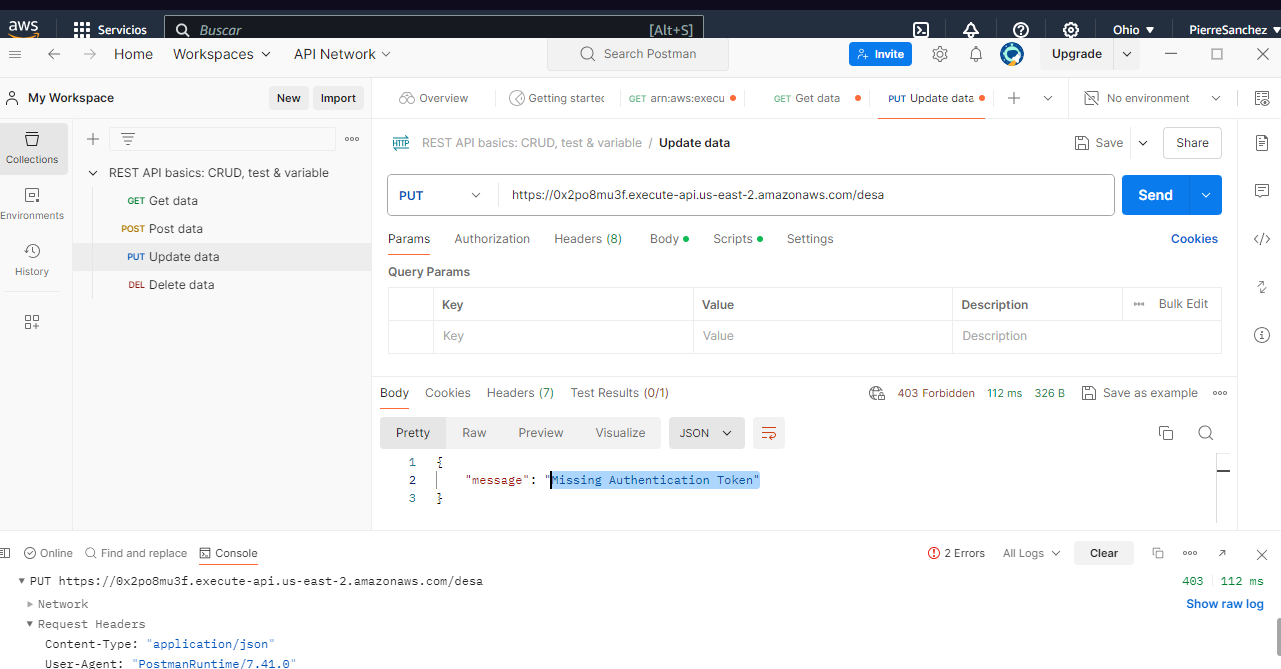 aws Servicios Buscar [Alt+S] Ohio PierreSanchez
Home Workspaces API Network Search Postman Invite Upgrade
My Workspace New Import Overview Getting startec GET arn:aws:execu GET Get data PUT Update data No environment
Collections
Environments
History
REST API basics: CRUD, test & variable
GET Get data
POST Post data
PUT Update data
DEL Delete data
HTTP REST API basics: CRUD, test & variable / Update data Save Share
PUT https://0x2po8mu3f.execute-api.us-east-2.amazonaws.com/desa Send
Params Authorization Headers (8) Body Scripts Settings Cookies
Query Params
Key Value Description Bulk Edit
Key Value Description
Body Cookies Headers (7) Test Results (0/1) 403 Forbidden 112 ms 326 B Save as example
Pretty Raw Preview Visualize JSON
1 {
2 "message": "Missing Authentication Token"
3 }
Online Find and replace Console 2 Errors All Logs Clear
PUT https://0x2po8mu3f.execute-api.us-east-2.amazonaws.com/desa 403 112 ms
Network Show raw log
Request Headers
Content-Type: "application/json"
User-Agent: "PostmanRuntime/7.41.0"